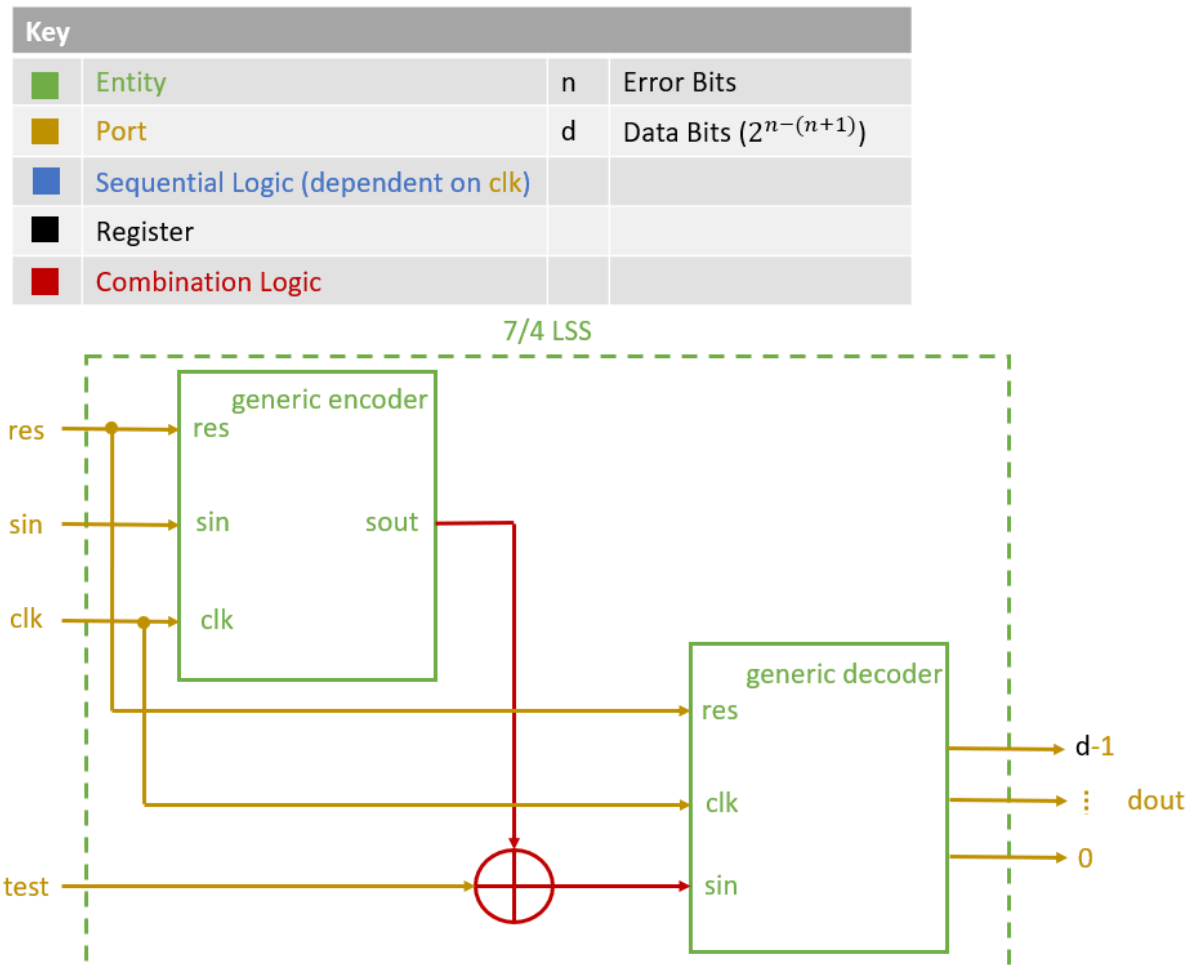 Key
Entity n Error Bits
Port d Data Bits (2^{n-(n+1)})
Sequential Logic (dependent on clk)
Register
Combination Logic
7/4 LSS
generic encoder
res res
sin sin sout
clk clk
generic decoder
res
d-1
clk ⋮ dout
0
test sin